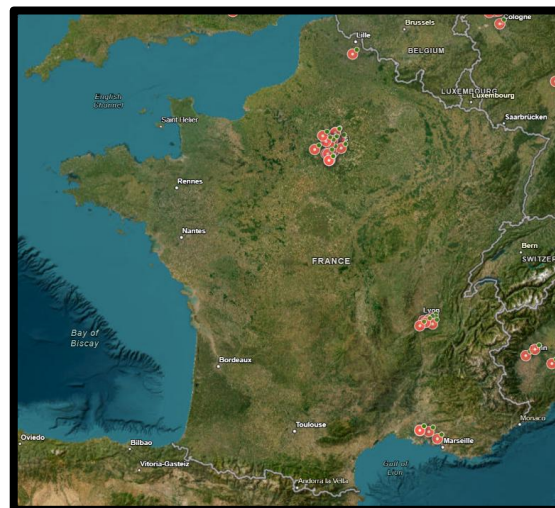 Cologne
Brussels
Lille
BELGIUM
English
Channel
LUXEMBOURG
Luxembourg
Saint Helier
Saarbrücken
Rennes
Nantes
Bern
FRANCE
SWITZER
Lyon
Bay of
Biscay
Bordeaux
Toulouse
Monaco
Oviedo
Bilbao
Marseille
Vitoria-Gasteiz
Gulf of
Lion
Andorra la Vella